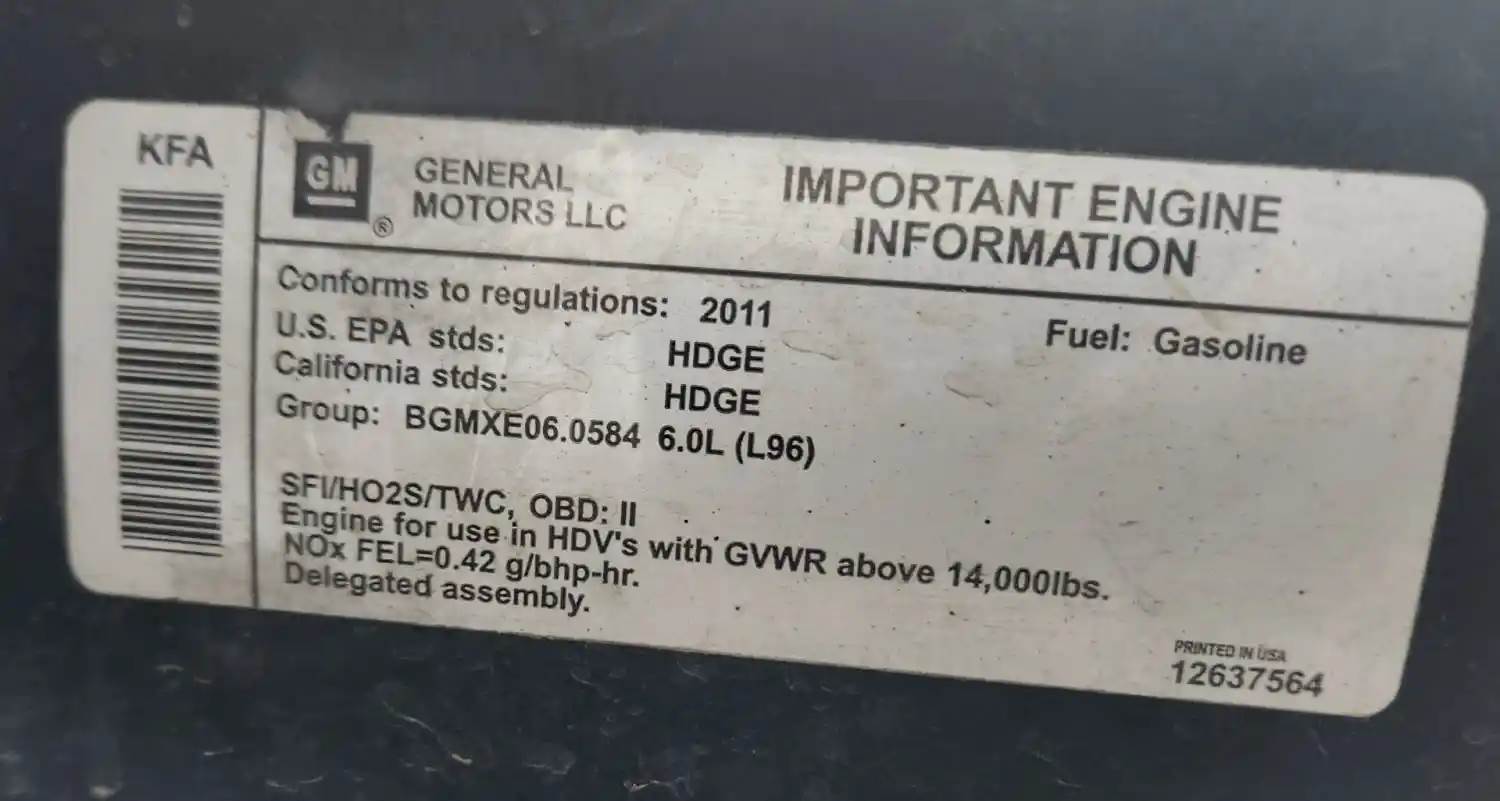 KFA
GM
®
GENERAL
MOTORS LLC
IMPORTANT ENGINE
INFORMATION
Conforms to regulations: 2011
Fuel: Gasoline
U.S. EPA stds: HDGE
California stds: HDGE
Group: BGMXE06.0584 6.0L (L96)
SFI/HO2S/TWC, OBD: II
Engine for use in HDV's with GVWR above 14,000lbs.
NOx FEL=0.42 g/bhp-hr.
Delegated assembly.
PRINTED IN USA
12637564